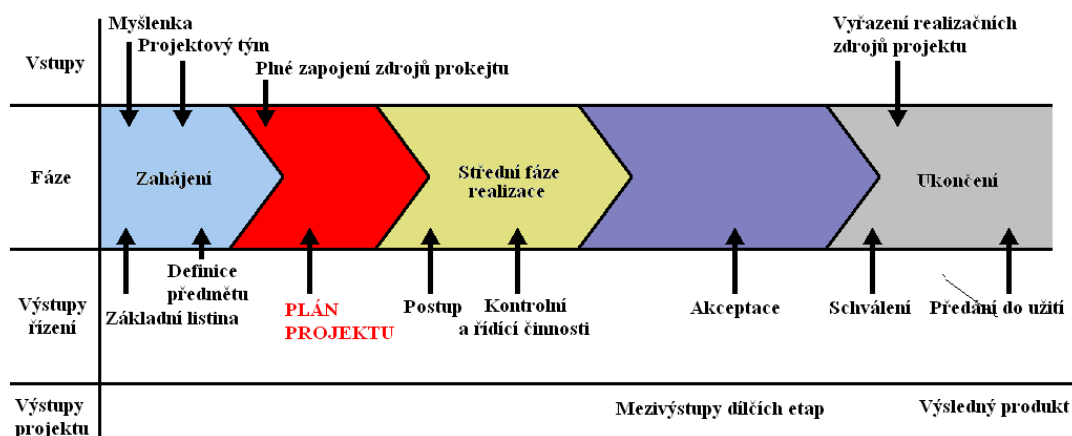 Myšlenka
Projektový tým
Plné zapojení zdrojů prokejtu
Vyřazení realizačních
zdrojů projektu
Vstupy
Fáze
Zahájení
Střední fáze
realizace
Ukončení
Výstupy
řízení
Základní listina
Definice
předmětu
PLÁN
PROJEKTU
Postup
Kontrolní
a řídící činnosti
Akceptace
Schválení
Předání do užití
Výstupy
projektu
Mezivýstupy dílčích etap
Výsledný produkt